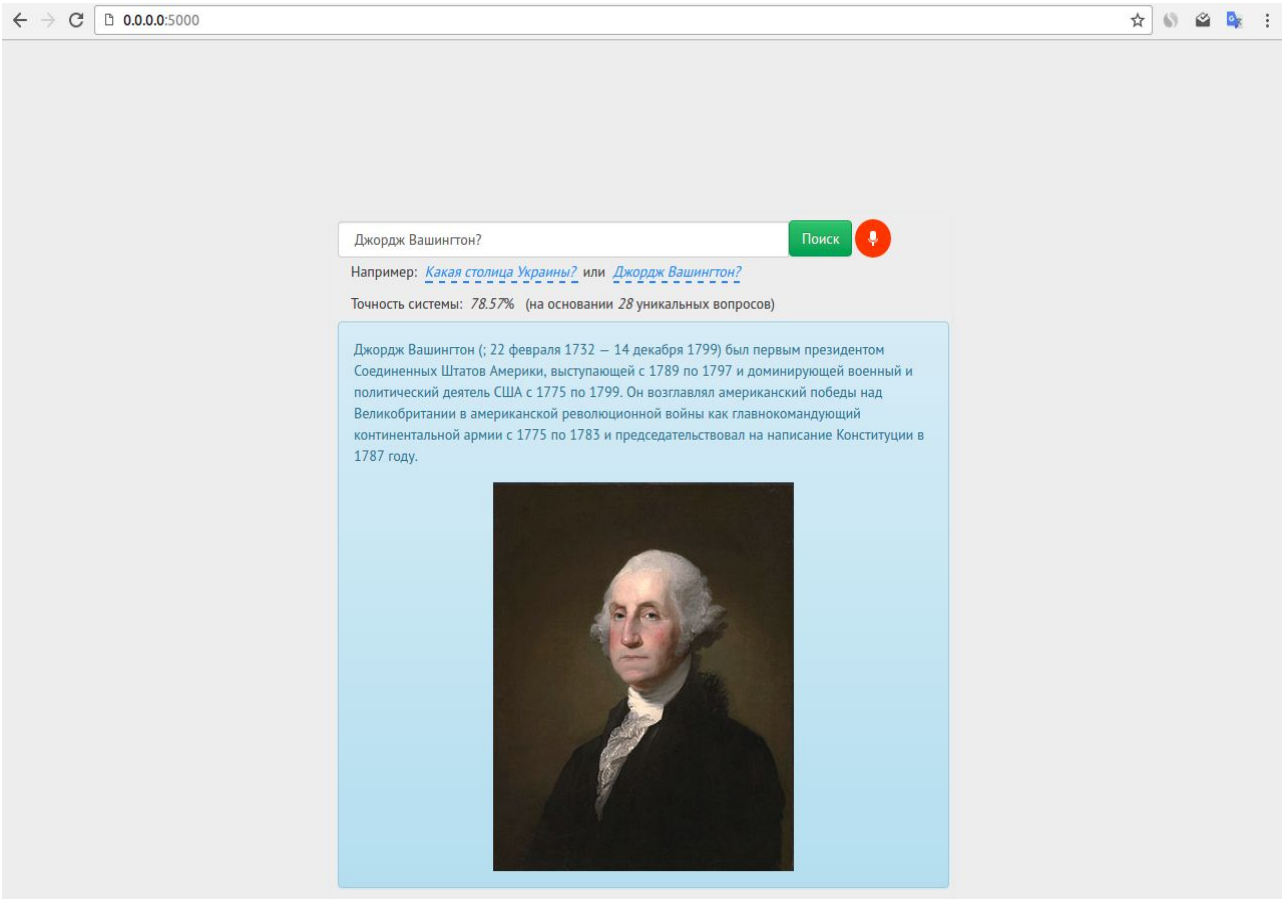 0.0.0.0:5000
Джордж Вашингтон?
Поиск
Например: Какая столица Украины? или Джордж Вашингтон?
Точность системы: 78.57% (на основании 28 уникальных вопросов)
Джордж Вашингтон (; 22 февраля 1732 — 14 декабря 1799) был первым президентом
Соединенных Штатов Америки, выступающей с 1789 по 1797 и доминирующей военный и
политический деятель США с 1775 по 1799. Он возглавлял американский победы над
Великобритании в американской революционной войны как главнокомандующий
континентальной армии с 1775 по 1783 и председательствовал на написание Конституции в
1787 году.